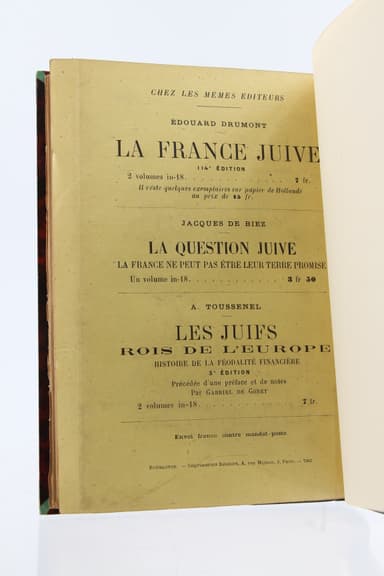 CHEZ LES MÊMES EDITEURS
EDOUARD DRUMONT
LA FRANCE JUIVE
114e ÉDITION
2 volumes in-18. . . . . . . . . . . . . 7 fr.
Il reste quelques exemplaires sur papier de Hollande
au prix de 15 fr.
JACQUES DE BIEZ
LA QUESTION JUIVE
LA FRANCE NE PEUT PAS ÊTRE LEUR TERRE PROMISE
Un volume in-18. . . . . . . . . . . . . 3 fr 50
A. TOUSSENEL
LES JUIFS
ROIS DE L'EUROPE
HISTOIRE DE LA FÉODALITÉ FINANCIÈRE
3e ÉDITION
Précédée d'une préface et de notes
Par GABRIEL DE GONET
2 volumes in-18. . . . . . . . . . . . . 7 fr.
Envoi franco contre mandat-poste